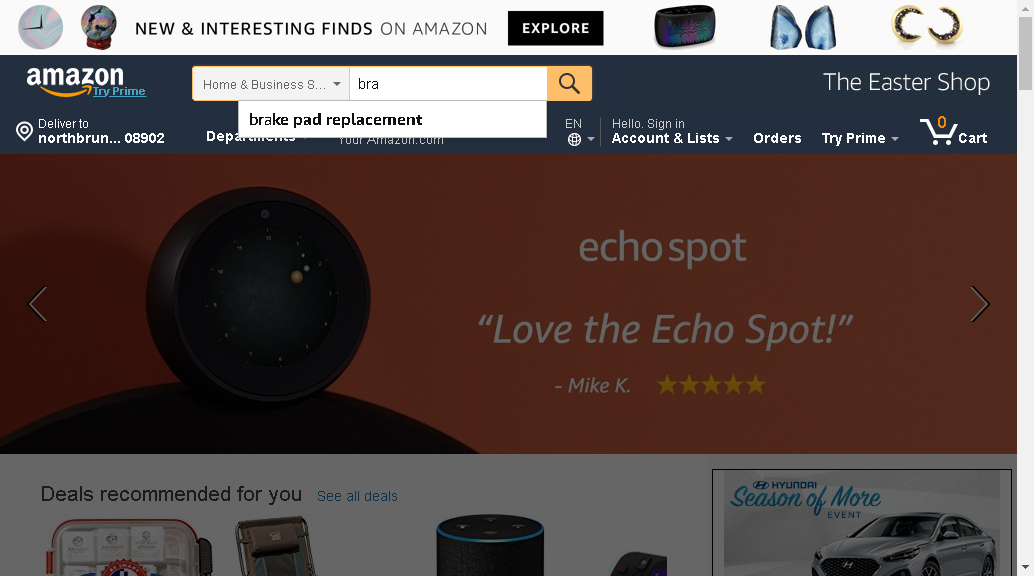 NEW & INTERESTING FINDS ON AMAZON
EXPLORE
amazon
Try Prime
Home & Business S...
bra
The Easter Shop
brake pad replacement
Deliver to
northbrun... 08902
Departments
Your Amazon.com
EN
Hello. Sign in
Account & Lists
Orders
Try Prime
0
Cart
echo spot
“Love the Echo Spot!”
- Mike K.
Deals recommended for you
See all deals
HYUNDAI
Season of More
EVENT